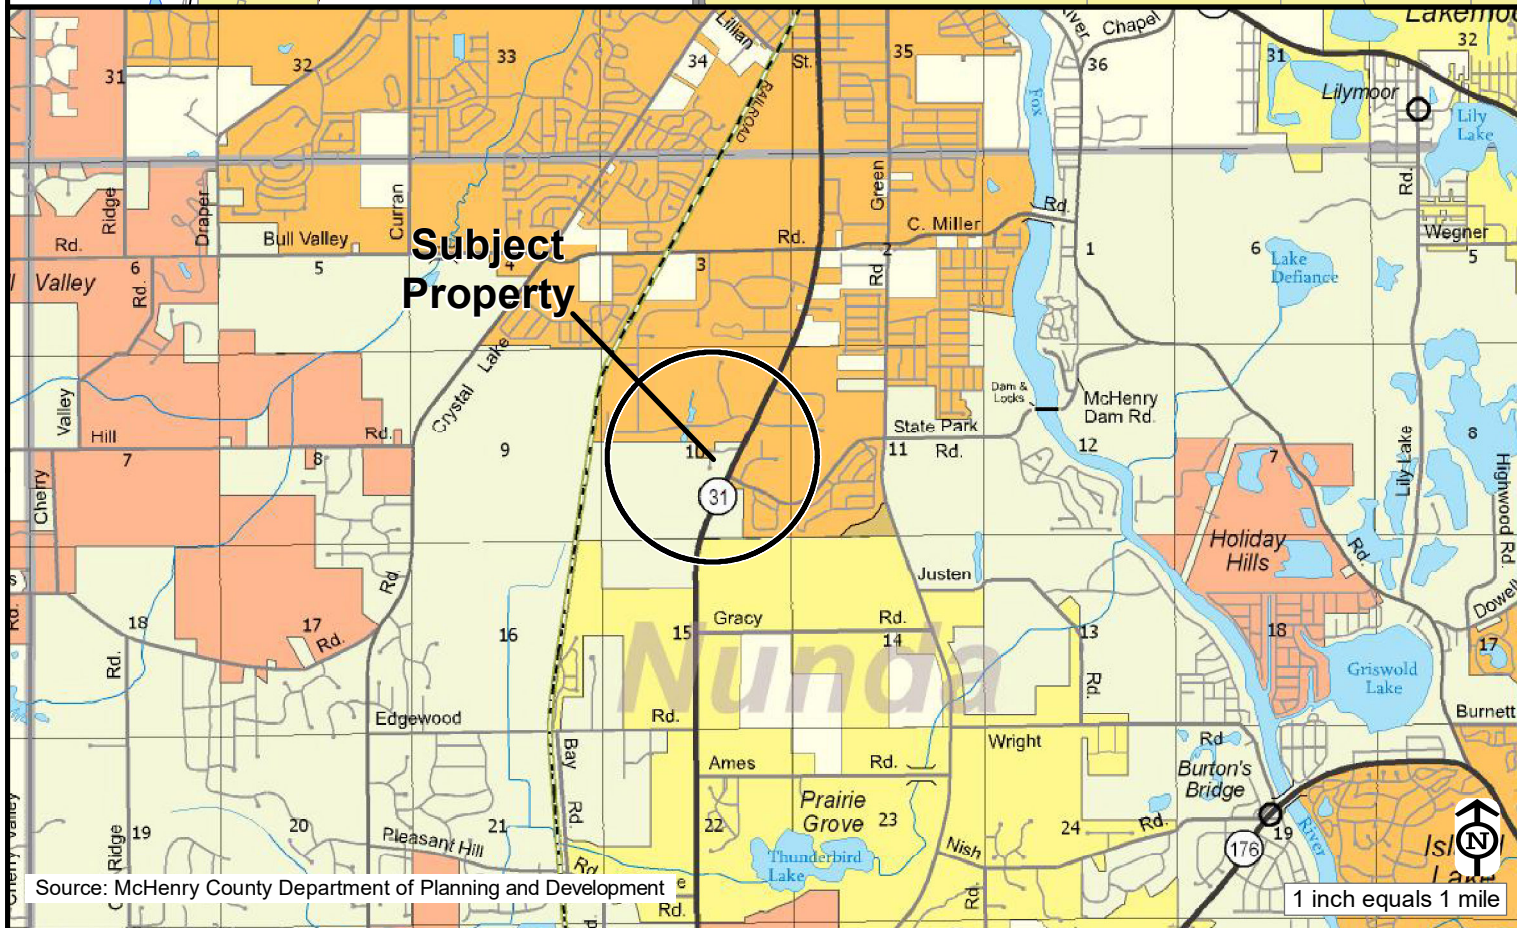 Lakemoo
31
32
33
Lillian
34
St.
35
River
Chapel
36
31
32
Lilymoor
Lily
Lake
RAILROAD
Fox
Ridge
Rd.
Draper
Curran
Bull Valley
Rd.
Green
Rd
C. Miller
Rd.
Rd.
Wegner
Subject
Property
Valley
6
Rd.
5
4
3
2
1
6
5
Lake
Defiance
Crystal Lake
Dam &
Locks
McHenry
Dam Rd.
Valley
Hill
Rd.
State Park
Rd.
7
8
9
10
11
12
7
8
31
Cherry
Lily Lake
Rd.
Highwood Rd.
Holiday
Hills
Justen
Rd.
Rd
Dowell
s
Rd.
18
17
Rd.
16
15
Gracy
Rd.
14
13
18
17
Nunda
Rd.
Rd.
Griswold
Lake
Edgewood
Rd.
Wright
Rd
Burnett
Bay
Rd.
Ames
Rd.
Burton's
Bridge
Prairie
Grove
Cherry Valley
Ridge
19
20
Pleasant Hill
Rd
21
22
23
24
Rd.
19
176
River
Nish
Rd.
Thunderbird
Lake
N
Island
Lake
e
Rd.
Source: McHenry County Department of Planning and Development
1 inch equals 1 mile